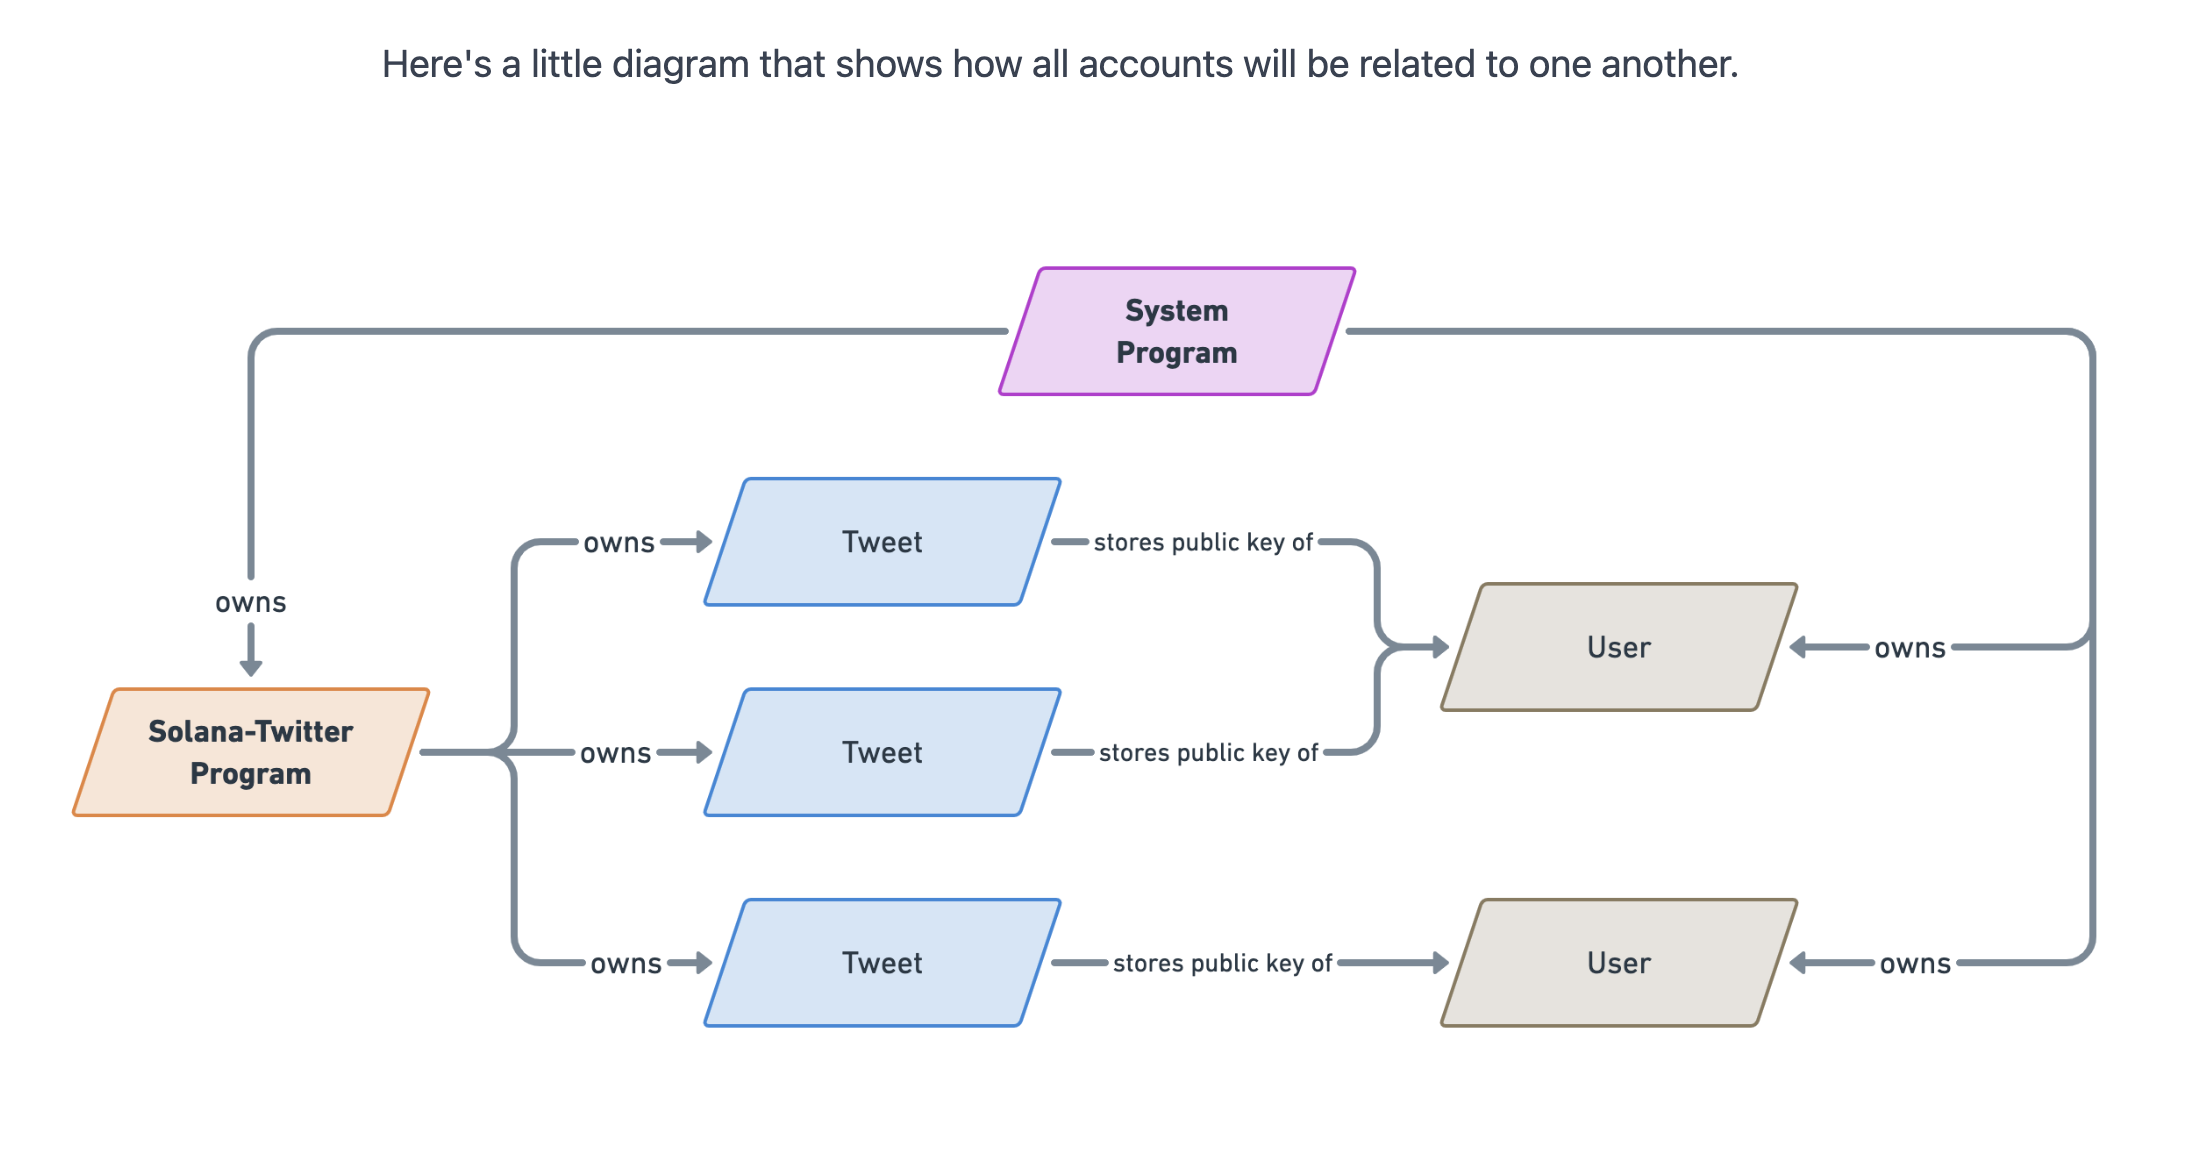 Here's a little diagram that shows how all accounts will be related to one another.
System
Program
owns
Solana-Twitter
Program
owns
Tweet
stores public key of
owns
Tweet
stores public key of
User
owns
owns
Tweet
stores public key of
User
owns